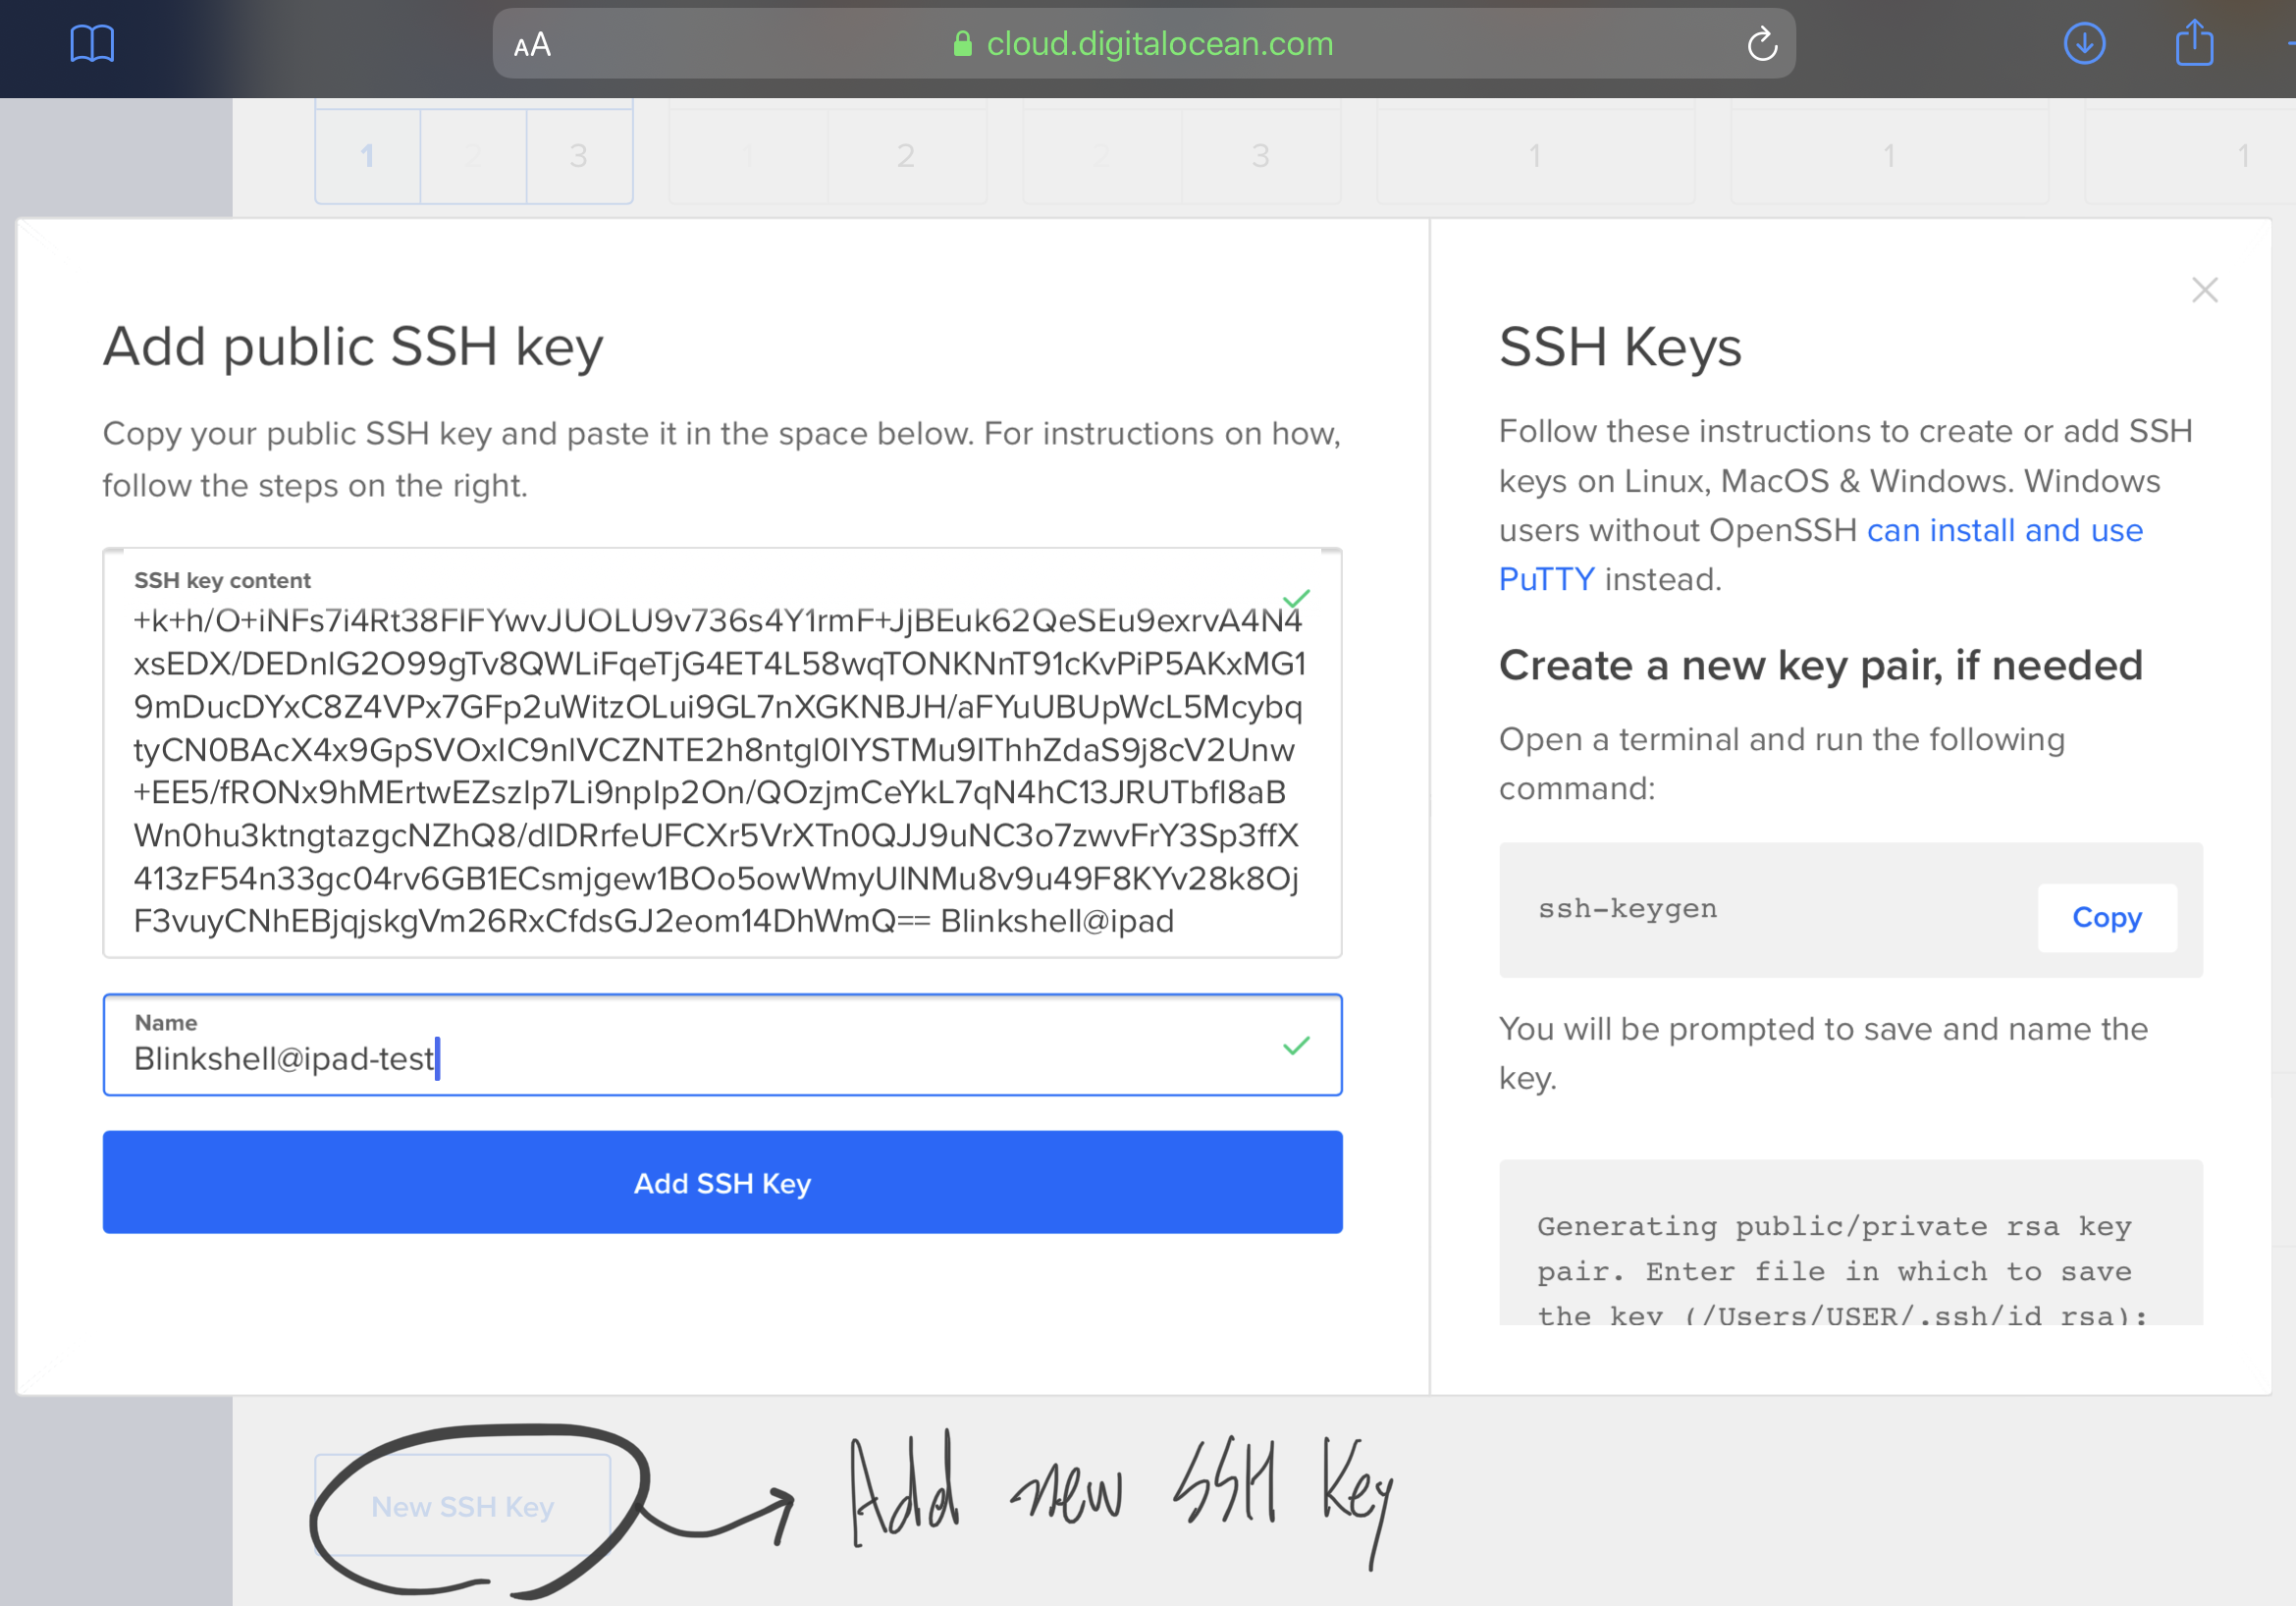 AA
cloud.digitalocean.com
1 2 3 1 2 2 3 1 1 1
Add public SSH key
Copy your public SSH key and paste it in the space below. For instructions on how,
follow the steps on the right.
SSH key content
+k+h/O+iNFs7i4Rt38FIFYwvJUOLU9v736s4Y1rmF+JjBEuk62QeSEu9exrvA4N4
xsEDX/DEDnlG2O99gTv8QWLiFqeTjG4ET4L58wqTONKNnT91cKvPiP5AKxMG1
9mDucDYxC8Z4VPx7GFp2uWitzOLui9GL7nXGKNBJH/aFYuUBUpWcL5Mcybq
tyCN0BAcX4x9GpSVOxIC9nlVCZNTE2h8ntgl0IYSTMu9IThhZdaS9j8cV2Unw
+EE5/fRONx9hMErtwEZszlp7Li9npIp2On/QOzjmCeYkL7qN4hC13JRUTbfl8aB
Wn0hu3ktngtazgcNZhQ8/dlDRrfeUFCXr5VrXTn0QJJ9uNC3o7zwvFrY3Sp3ffX
413zF54n33gc04rv6GB1ECsmjgew1BOo5owWmyUlNMu8v9u49F8KYv28k8Oj
F3vuyCNhEBjqjskgVm26RxCfdsGJ2eom14DhWmQ== Blinkshell@ipad
Name
Blinkshell@ipad-test
Add SSH Key
SSH Keys
Follow these instructions to create or add SSH
keys on Linux, MacOS & Windows. Windows
users without OpenSSH can install and use
PuTTY instead.
Create a new key pair, if needed
Open a terminal and run the following
command:
ssh-keygen
Copy
You will be prompted to save and name the
key.
Generating public/private rsa key
pair. Enter file in which to save
the key (/Users/USER/.ssh/id_rsa):
New SSH Key
Add new SSH Key